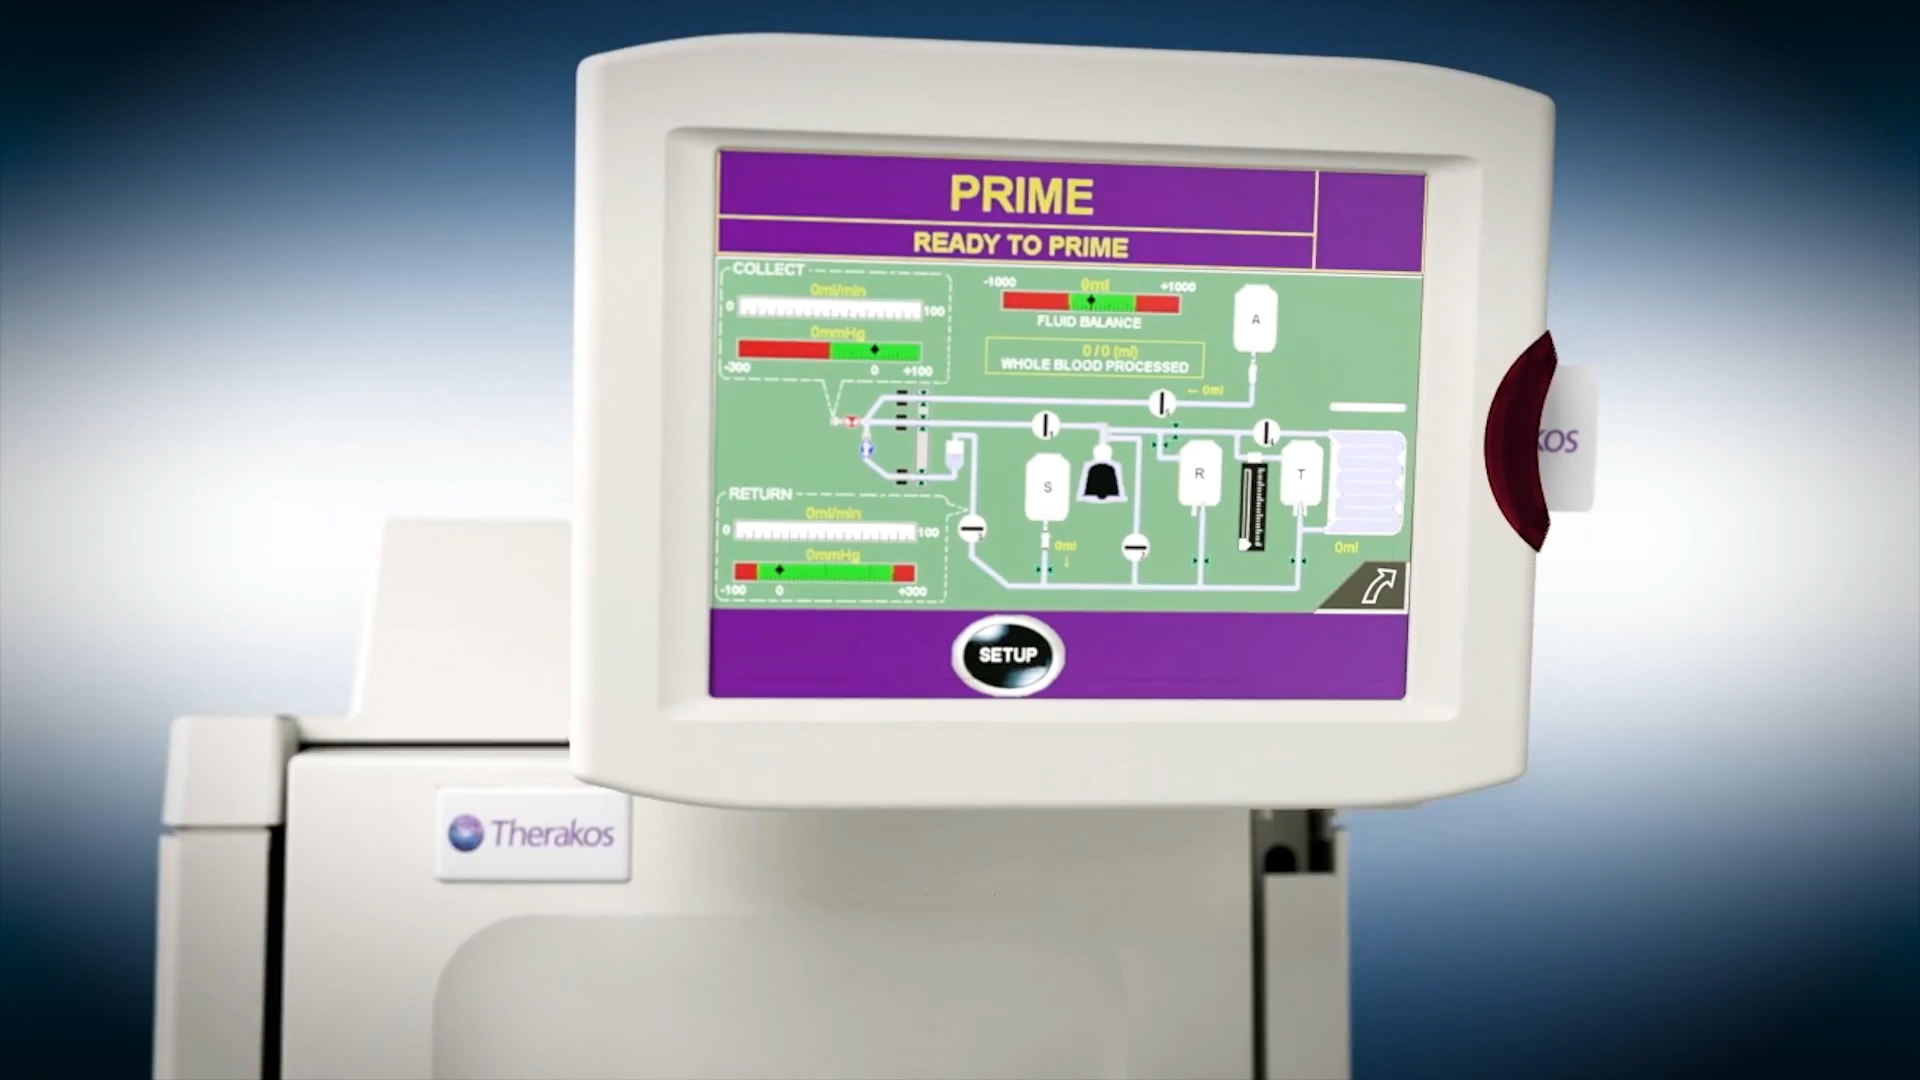 PRIME
READY TO PRIME
COLLECT
0ml/min
0 100
0mmHg
-300 0 +100
-1000 0ml +1000
FLUID BALANCE
0 / 0 (ml)
WHOLE BLOOD PROCESSED
A
← 0ml
S
R
T
0ml
↓
0ml
RETURN
0ml/min
0 100
0mmHg
-100 0 +300
SETUP
Therakos
kos